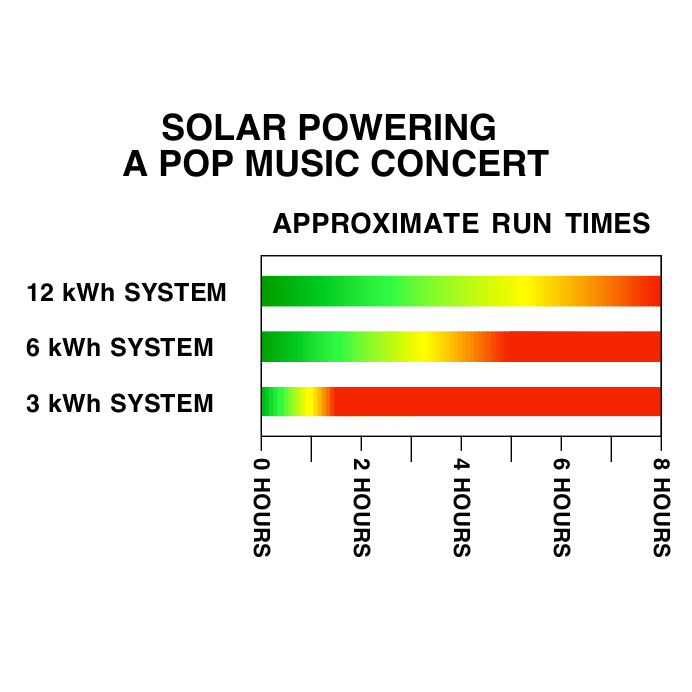 SOLAR POWERING
A POP MUSIC CONCERT
APPROXIMATE RUN TIMES
12 kWh SYSTEM
6 kWh SYSTEM
3 kWh SYSTEM
0 HOURS
2 HOURS
4 HOURS
6 HOURS
8 HOURS